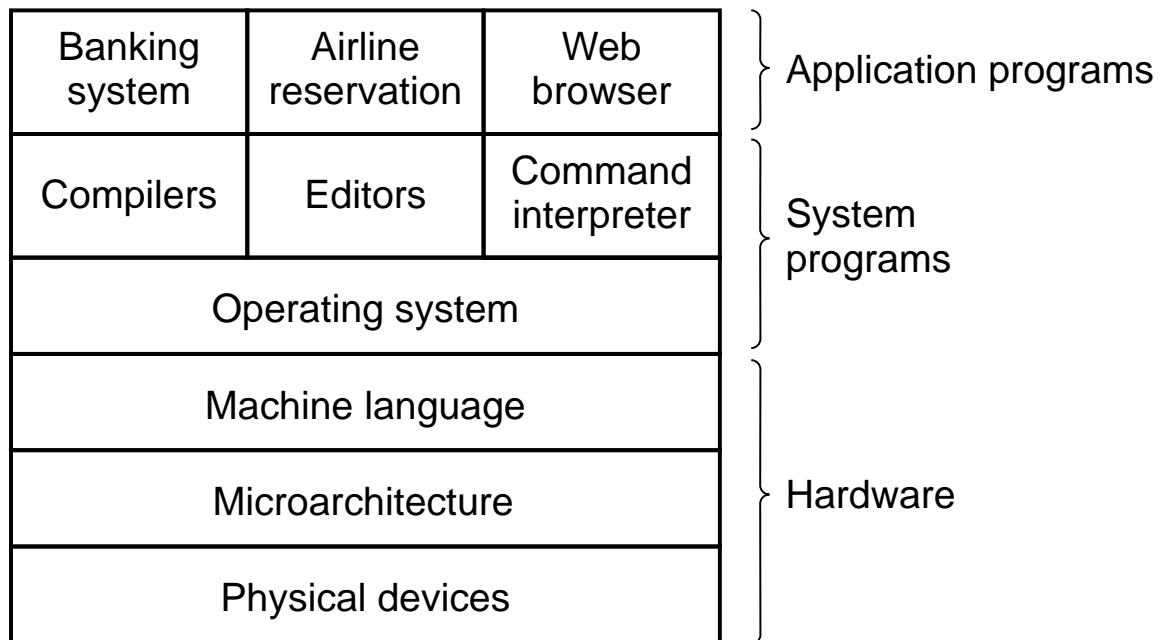 Banking
system
Airline
reservation
Web
browser
Application programs
Compilers
Editors
Command
interpreter
System
programs
Operating system
Machine language
Microarchitecture
Hardware
Physical devices